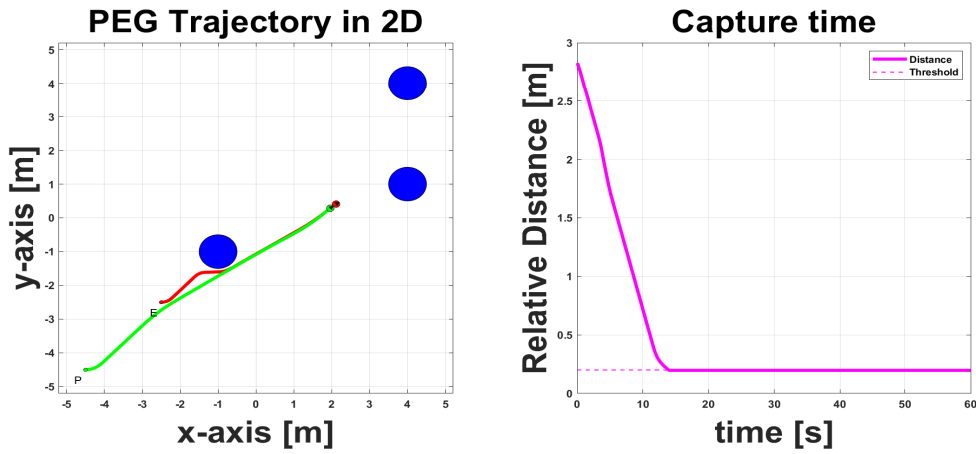 PEG Trajectory in 2D
y-axis [m]
5
4
3
2
1
0
-1
-2
-3
-4
-5
E
P
-5 -4 -3 -2 -1 0 1 2 3 4 5
x-axis [m]
Capture time
Relative Distance [m]
3
2.5
2
1.5
1
0.5
0
Distance
Threshold
0 10 20 30 40 50 60
time [s]